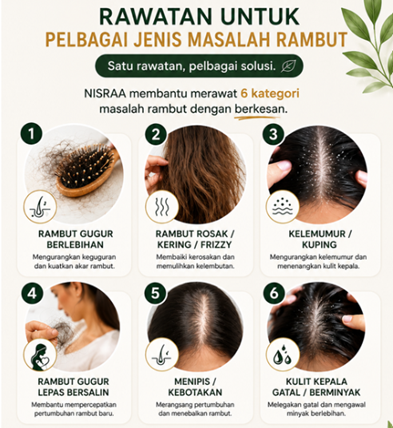 RAWATAN UNTUK
PELBAGAI JENIS MASALAH RAMBUT
Satu rawatan, pelbagai solusi.
NISRAA membantu merawat 6 kategori
masalah rambut dengan berkesan.
1
RAMBUT GUGUR
BERLEBIHAN
Mengurangkan keguguran
dan kuatkan akar rambut.
2
RAMBUT ROSAK /
KERING / FRIZZY
Membaiki kerosakan dan
memulihkan kelembutan.
3
KELEMUMUR /
KUPING
Mengurangkan kelemumur dan
menenangkan kulit kepala.
4
RAMBUT GUGUR
LEPAS BERSALIN
Membantu mempercepatkan
pertumbuhan rambut baru.
5
MENIPIS /
KEBOTAKAN
Merangsang pertumbuhan
dan menebalkan rambut.
6
KULIT KEPALA
GATAL / BERMINYAK
Melegakan gatal dan mengawal
minyak berlebihan.